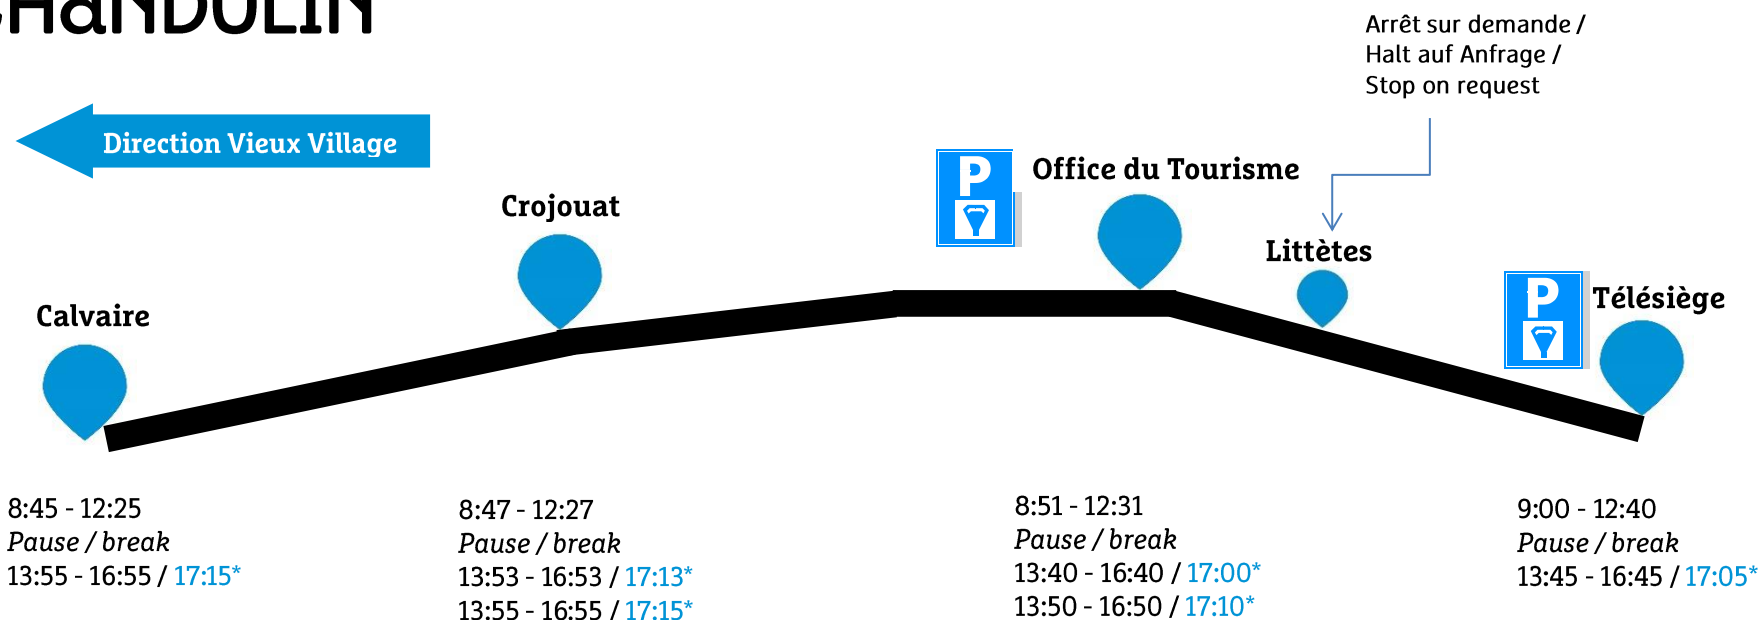 CHANDOLIN
Arrêt sur demande /
Halt auf Anfrage /
Stop on request
Direction Vieux Village
P
Office du Tourisme
Crojouat
Littètes
P
Télésiège
Calvaire
8:45 - 12:25
Pause / break
13:55 - 16:55 / 17:15*
8:47 - 12:27
Pause / break
13:53 - 16:53 / 17:13*
13:55 - 16:55 / 17:15*
8:51 - 12:31
Pause / break
13:40 - 16:40 / 17:00*
13:50 - 16:50 / 17:10*
9:00 - 12:40
Pause / break
13:45 - 16:45 / 17:05*